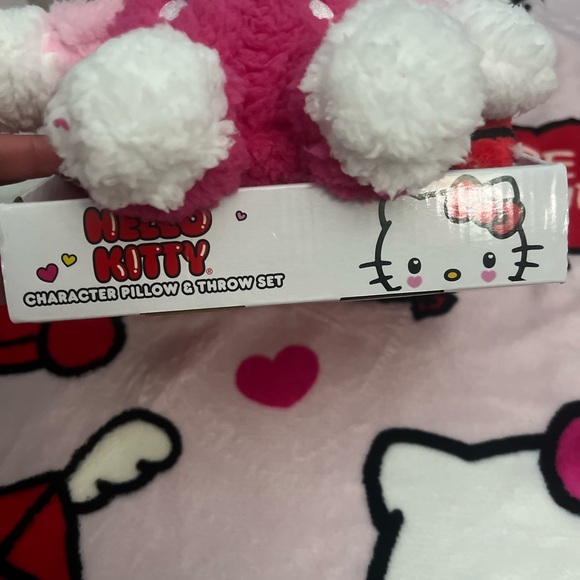 HELLO
KITTY®
CHARACTER PILLOW & THROW SET